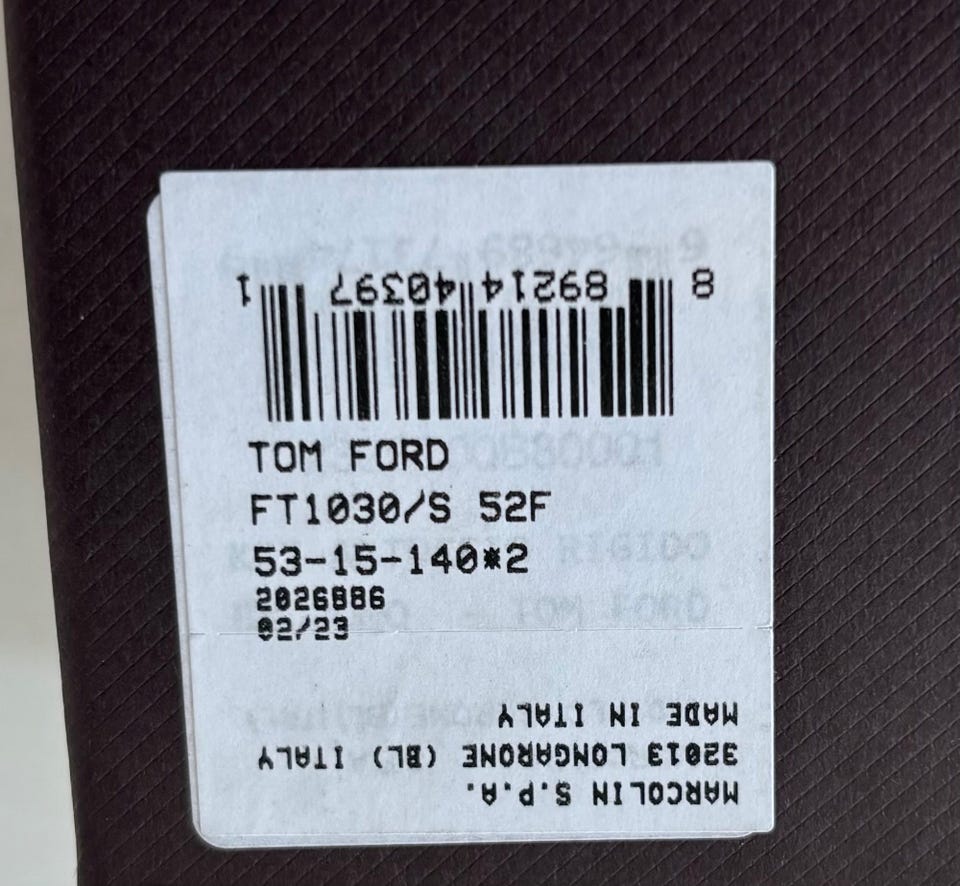 8 89214 40397 1
TOM FORD
FT1030/S 52F
53-15-140*2
2026886
02/23
MARCOLIN S.P.A.
32013 LONGARONE (BL) ITALY
MADE IN ITALY